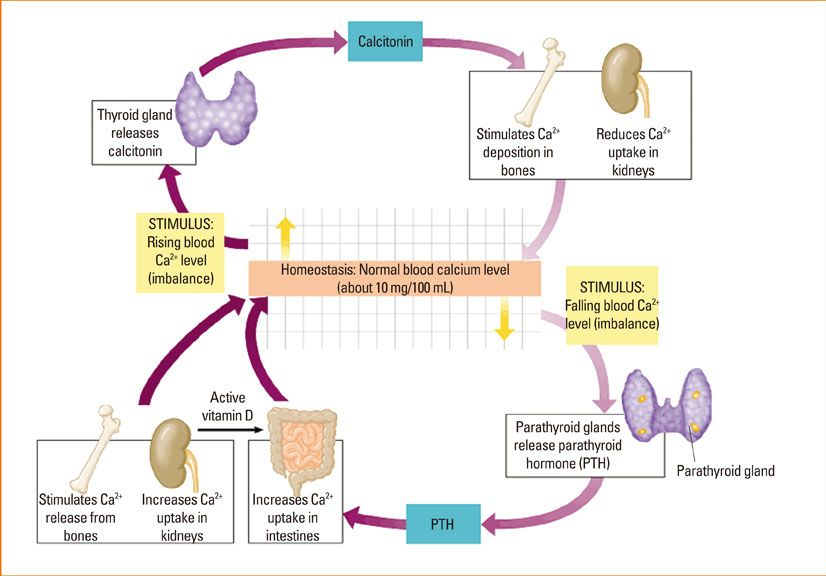 Calcitonin
Thyroid gland
releases
calcitonin
Stimulates Ca²⁺
deposition in
bones
Reduces Ca²⁺
uptake in
kidneys
STIMULUS:
Rising blood
Ca²⁺ level
(imbalance)
Homeostasis: Normal blood calcium level
(about 10 mg/100 mL)
STIMULUS:
Falling blood Ca²⁺
level (imbalance)
Active
vitamin D
Parathyroid glands
release parathyroid
hormone (PTH)
Parathyroid gland
Stimulates Ca²⁺
release from
bones
Increases Ca²⁺
uptake in
kidneys
Increases Ca²⁺
uptake in
intestines
PTH